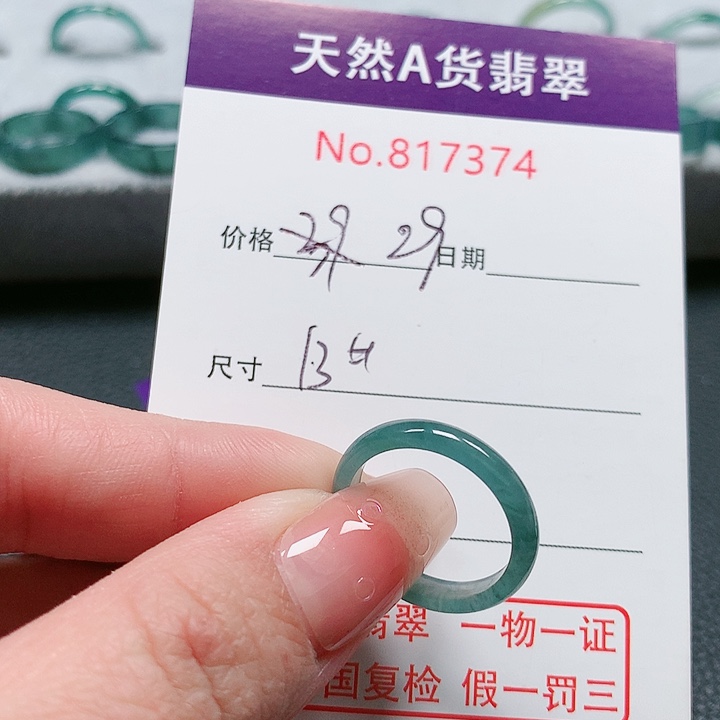 天然A货翡翠
No.817374
价格 29 29 日期
尺寸 13
翡翠 一物一证
国复检 假一罚三